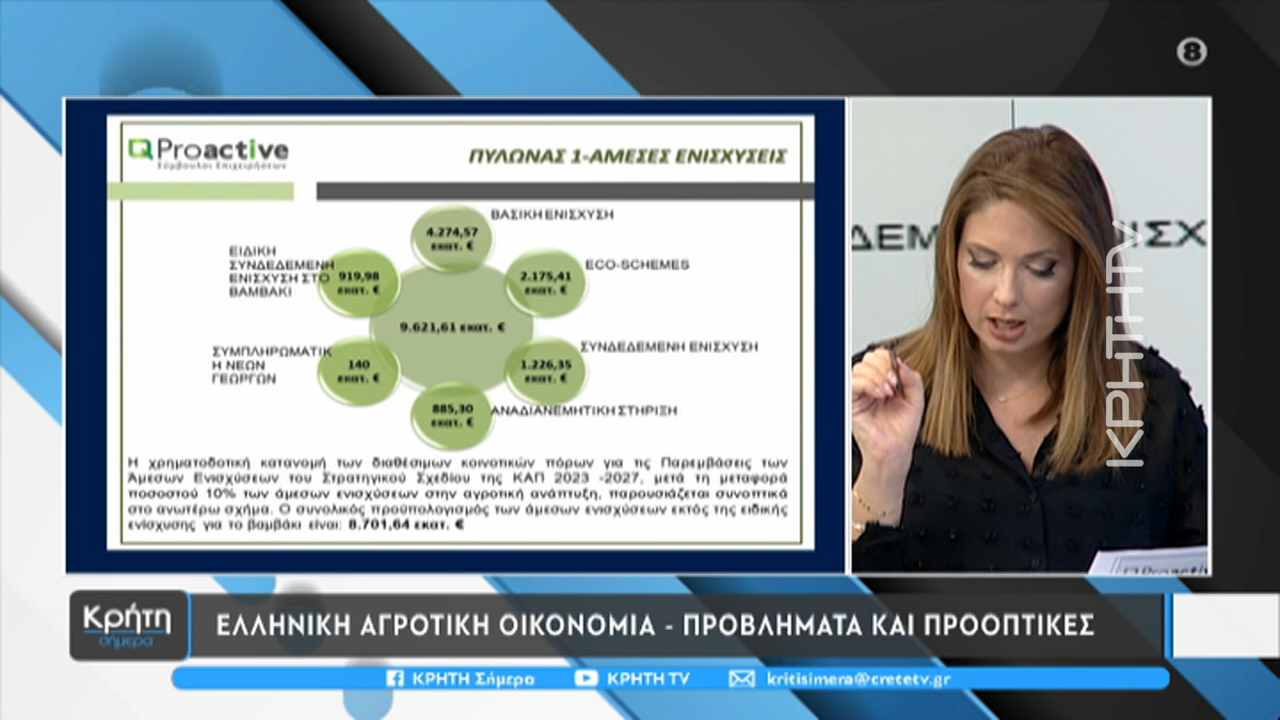 8
Proactive
Σύμβουλοι Επιχειρήσεων
ΠΥΛΩΝΑΣ 1-ΑΜΕΣΕΣ ΕΝΙΣΧΥΣΕΙΣ
ΒΑΣΙΚΗ ΕΝΙΣΧΥΣΗ
4.274,57
εκατ. €
ΕΙΔΙΚΗ
ΣΥΝΔΕΔΕΜΕΝΗ
ΕΝΙΣΧΥΣΗ ΣΤΟ
ΒΑΜΒΑΚΙ
919,98
εκατ. €
ECO-SCHEMES
2.175,41
εκατ. €
9.621,61 εκατ. €
ΣΥΜΠΛΗΡΩΜΑΤΙΚ
Η ΝΕΩΝ
ΓΕΩΡΓΩΝ
140
εκατ. €
ΣΥΝΔΕΔΕΜΕΝΗ ΕΝΙΣΧΥΣΗ
1.226,35
εκατ. €
885,30
εκατ. €
ΑΝΑΔΙΑΝΕΜΗΤΙΚΗ ΣΤΗΡΙΞΗ
Η χρηματοδοτική κατανομή των διαθέσιμων κοινοτικών πόρων για τις Παρεμβάσεις των
Άμεσων Ενισχύσεων του Στρατηγικού Σχεδίου της ΚΑΠ 2023 -2027, μετά τη μεταφορά
ποσοστού 10% των άμεσων ενισχύσεων στην αγροτική ανάπτυξη, παρουσιάζεται συνοπτικά
στο ανωτέρω σχήμα. Ο συνολικός προϋπολογισμός των άμεσων ενισχύσεων εκτός της ειδικής
ενίσχυσης για το βαμβάκι είναι: 8.701,64 εκατ. €
ΔΕΜ
ΙΣΧ
ΚΡΗΤΗ TV
Proactiv
Κρήτη
σήμερα
ΕΛΛΗΝΙΚΗ ΑΓΡΟΤΙΚΗ ΟΙΚΟΝΟΜΙΑ - ΠΡΟΒΛΗΜΑΤΑ ΚΑΙ ΠΡΟΟΠΤΙΚΕΣ
ΚΡΗΤΗ Σήμερα ΚΡΗΤΗ TV kritisimera@cretetv.gr